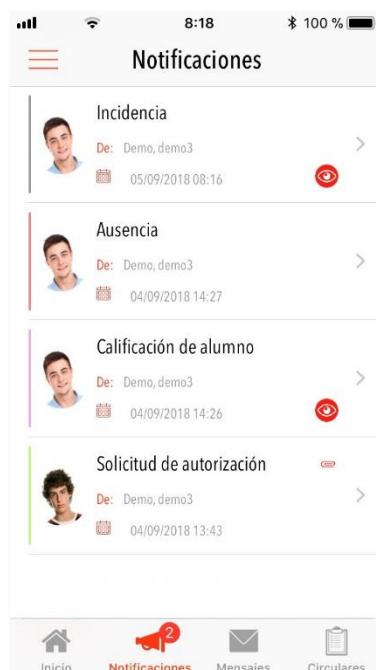 8:18
100 %
Notificaciones
Incidencia
De: Demo, demo3
05/09/2018 08:16
Ausencia
De: Demo, demo3
04/09/2018 14:27
Calificación de alumno
De: Demo, demo3
04/09/2018 14:26
Solicitud de autorización
De: Demo, demo3
04/09/2018 13:43
2
Inicio Notificaciones Mensajes Circulares